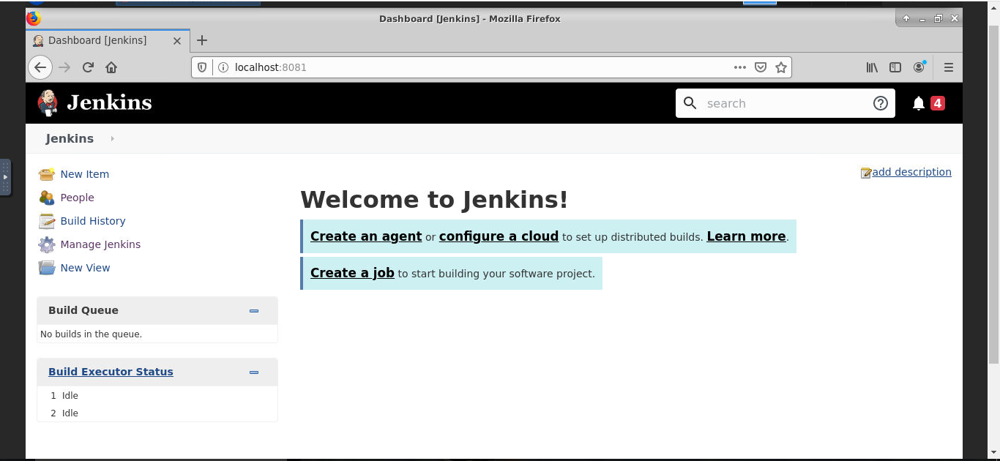 Dashboard [Jenkins] - Mozilla Firefox
Dashboard [Jenkins]
localhost:8081
Jenkins
search
4
Jenkins
add description
New Item
People
Build History
Manage Jenkins
New View
Welcome to Jenkins!
Create an agent or configure a cloud to set up distributed builds. Learn more.
Create a job to start building your software project.
Build Queue
No builds in the queue.
Build Executor Status
1 Idle
2 Idle